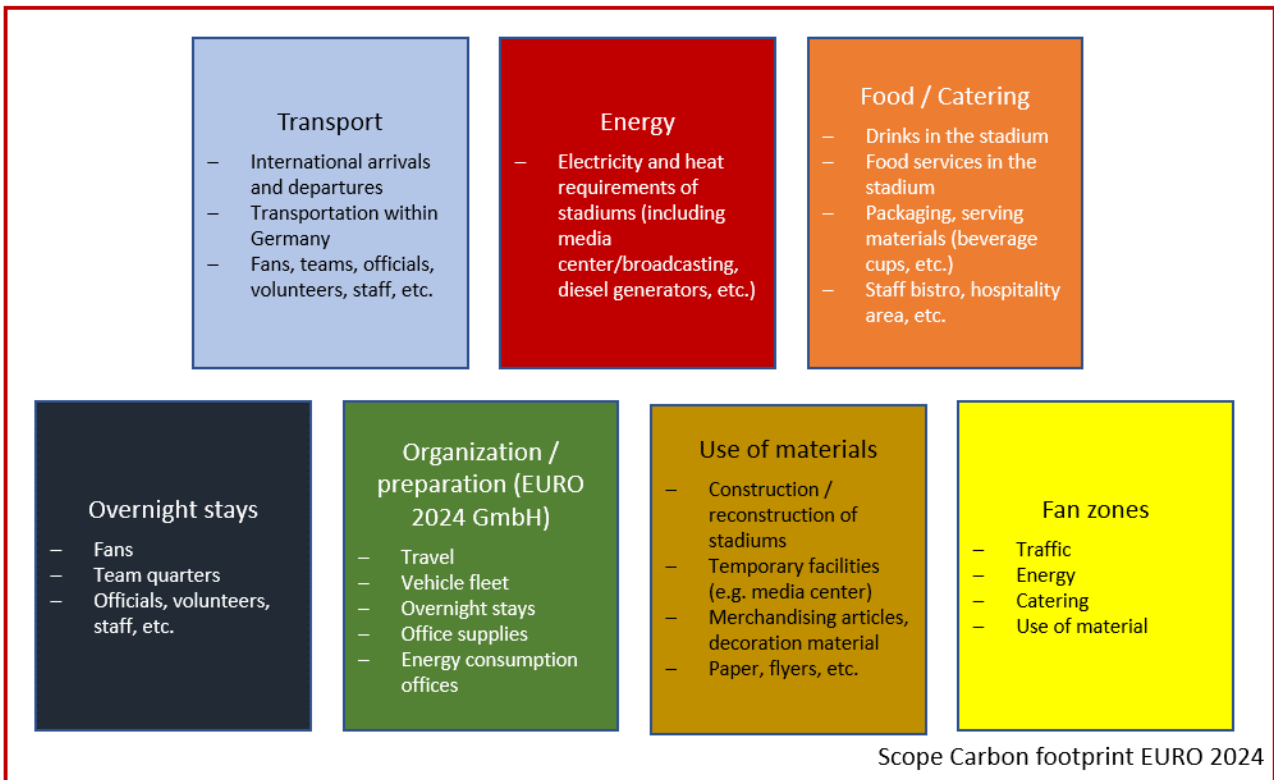 Transport
– International arrivals
and departures
– Transportation within
Germany
– Fans, teams, officials,
volunteers, staff, etc.
Energy
– Electricity and heat
requirements of
stadiums (including
media
center/broadcasting,
diesel generators, etc.)
Food / Catering
– Drinks in the stadium
– Food services in the
stadium
– Packaging, serving
materials (beverage
cups, etc.)
– Staff bistro, hospitality
area, etc.
Overnight stays
– Fans
– Team quarters
– Officials, volunteers,
staff, etc.
Organization /
preparation (EURO
2024 GmbH)
– Travel
– Vehicle fleet
– Overnight stays
– Office supplies
– Energy consumption
offices
Use of materials
– Construction /
reconstruction of
stadiums
– Temporary facilities
(e.g. media center)
– Merchandising articles,
decoration material
– Paper, flyers, etc.
Fan zones
– Traffic
– Energy
– Catering
– Use of material
Scope Carbon footprint EURO 2024